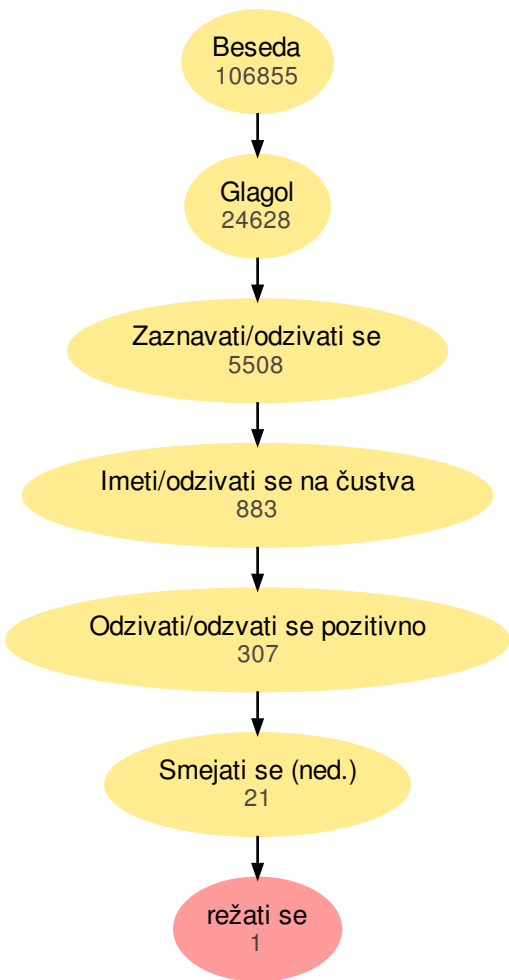 Beseda
106855
Glagol
24628
Zaznavati/odzivati se
5508
Imeti/odzivati se na čustva
883
Odzivati/odzvati se pozitivno
307
Smejati se (ned.)
21
režati se
1